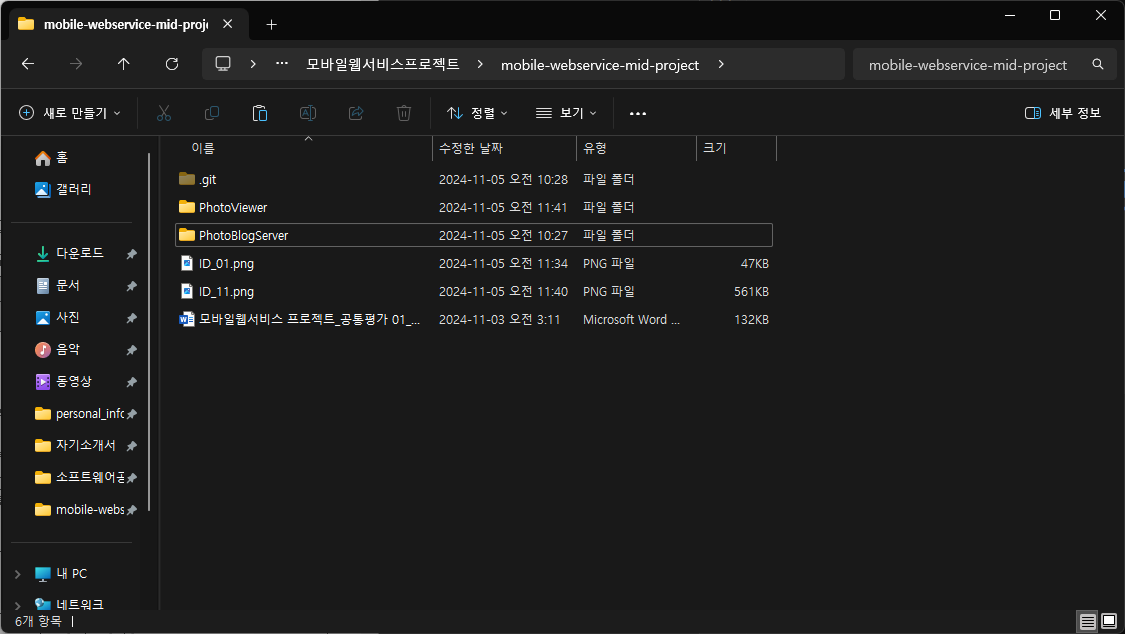 mobile-webservice-mid-proj
모바일웹서비스프로젝트 mobile-webservice-mid-project
mobile-webservice-mid-project
새로 만들기
정렬
보기
세부 정보
홈
갤러리
다운로드
문서
사진
음악
동영상
personal_info
자기소개서
소프트웨어공
mobile-webs
내 PC
네트워크
이름 수정한 날짜 유형 크기
.git 2024-11-05 오전 10:28 파일 폴더
PhotoViewer 2024-11-05 오전 11:41 파일 폴더
PhotoBlogServer 2024-11-05 오전 10:27 파일 폴더
ID_01.png 2024-11-05 오전 11:34 PNG 파일 47KB
ID_11.png 2024-11-05 오전 11:40 PNG 파일 561KB
모바일웹서비스 프로젝트_공통평가 01_... 2024-11-03 오전 3:11 Microsoft Word ... 132KB
6개 항목